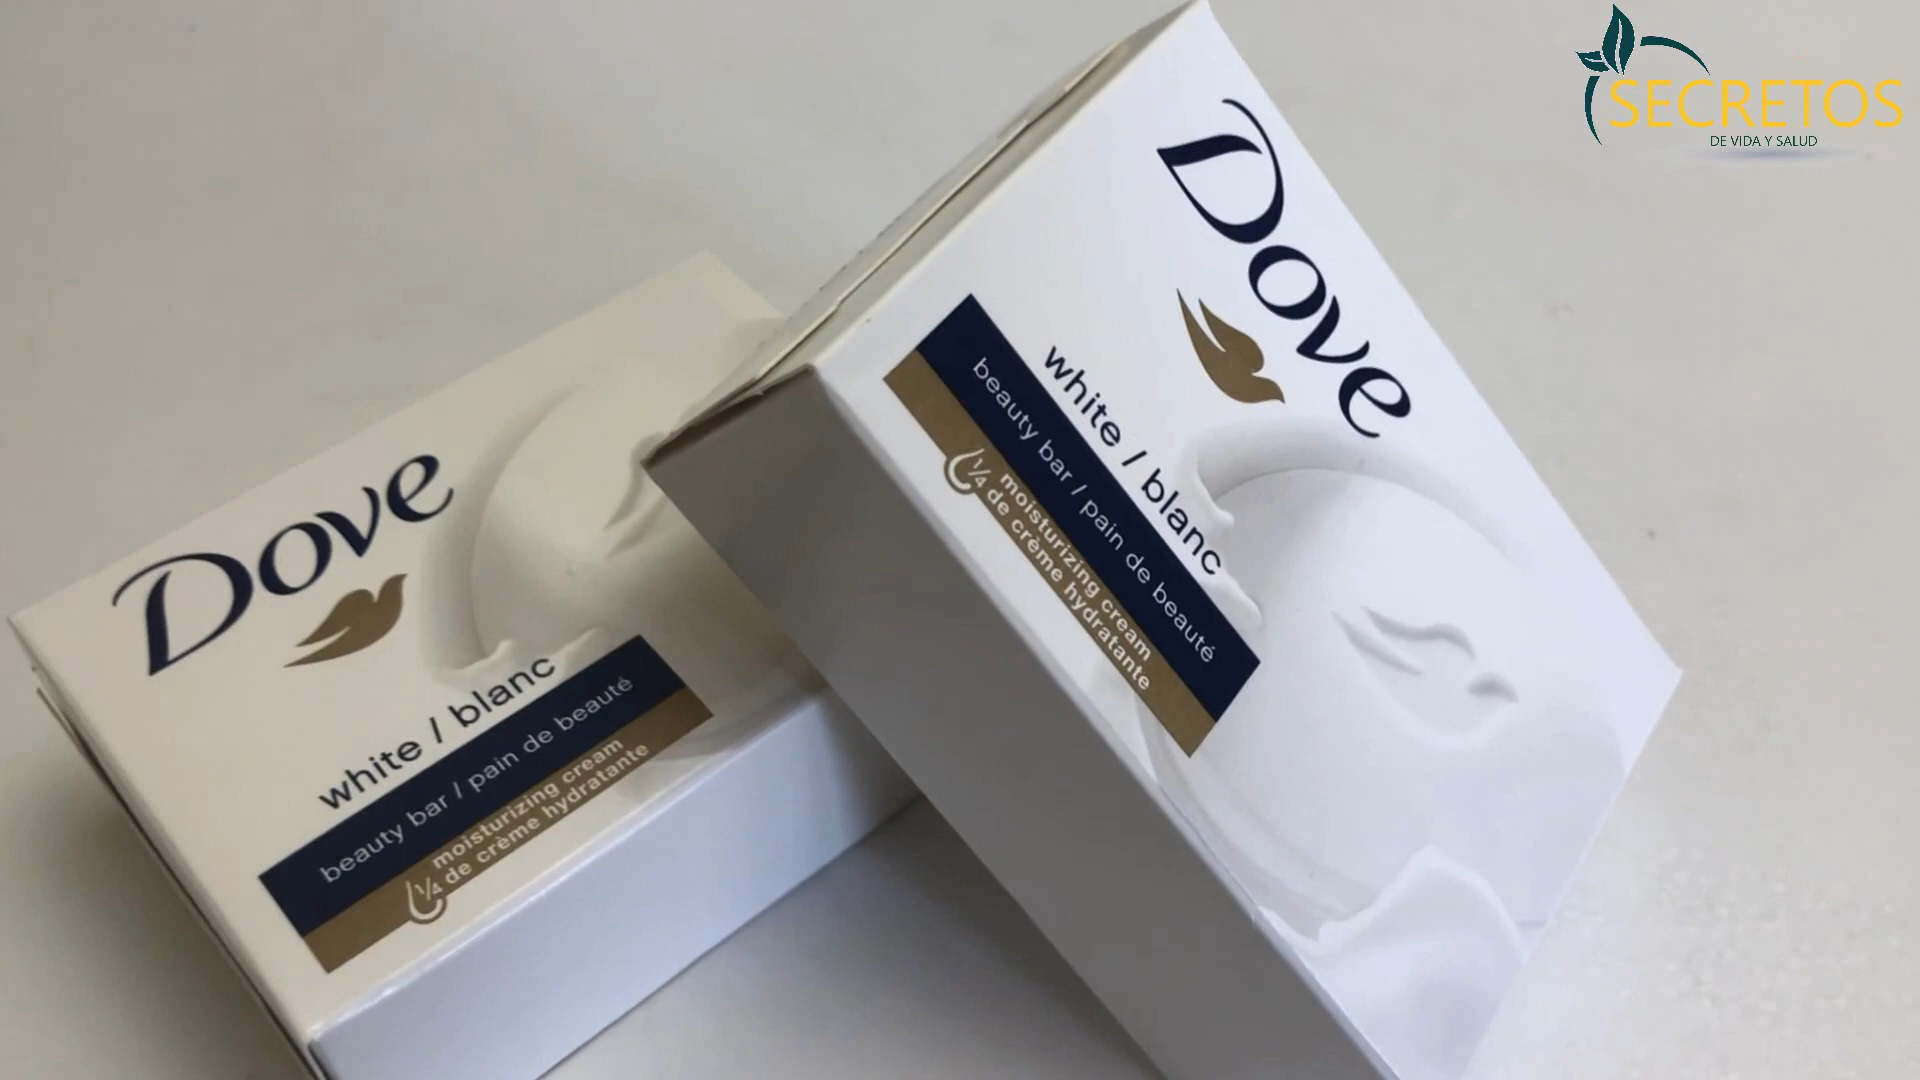 SECRETOS
DE VIDA Y SALUD
Dove
white / blanc
beauty bar / pain de beauté
1/4 moisturizing cream
de crème hydratante
Dove
white / blanc
beauty bar / pain de beauté
1/4 moisturizing cream
de crème hydratante